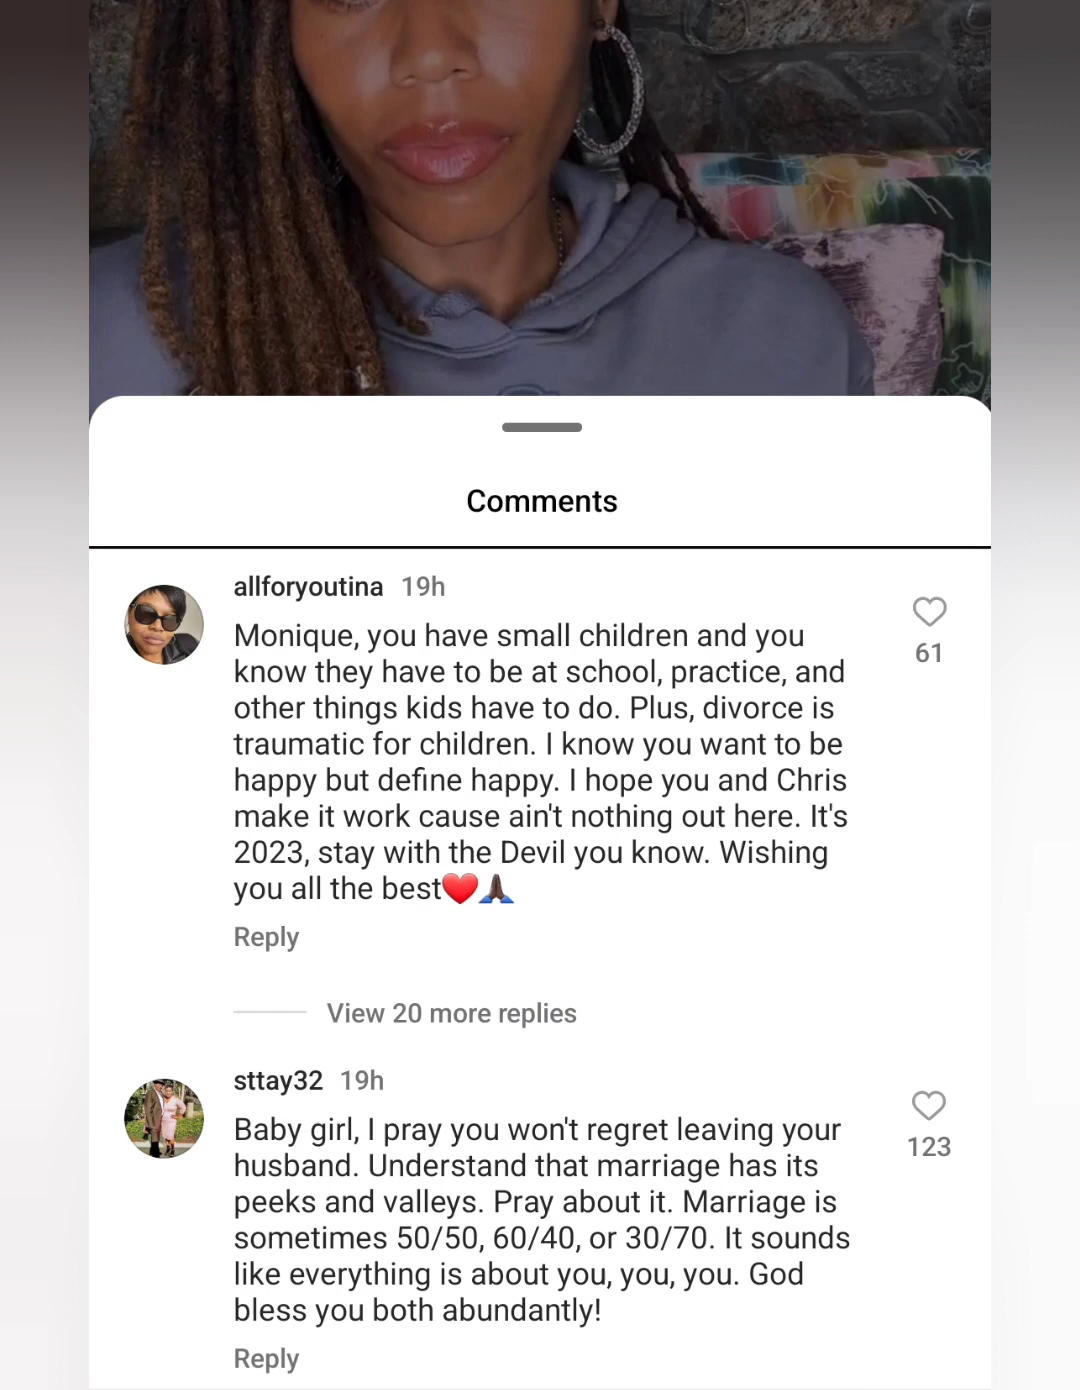 Comments
allforyoutina 19h
Monique, you have small children and you
know they have to be at school, practice, and
other things kids have to do. Plus, divorce is
traumatic for children. I know you want to be
happy but define happy. I hope you and Chris
make it work cause ain't nothing out here. It's
2023, stay with the Devil you know. Wishing
you all the best❤️🙏🏿
61
Reply
View 20 more replies
sttay32 19h
Baby girl, I pray you won't regret leaving your
husband. Understand that marriage has its
peeks and valleys. Pray about it. Marriage is
sometimes 50/50, 60/40, or 30/70. It sounds
like everything is about you, you, you. God
bless you both abundantly!
123
Reply